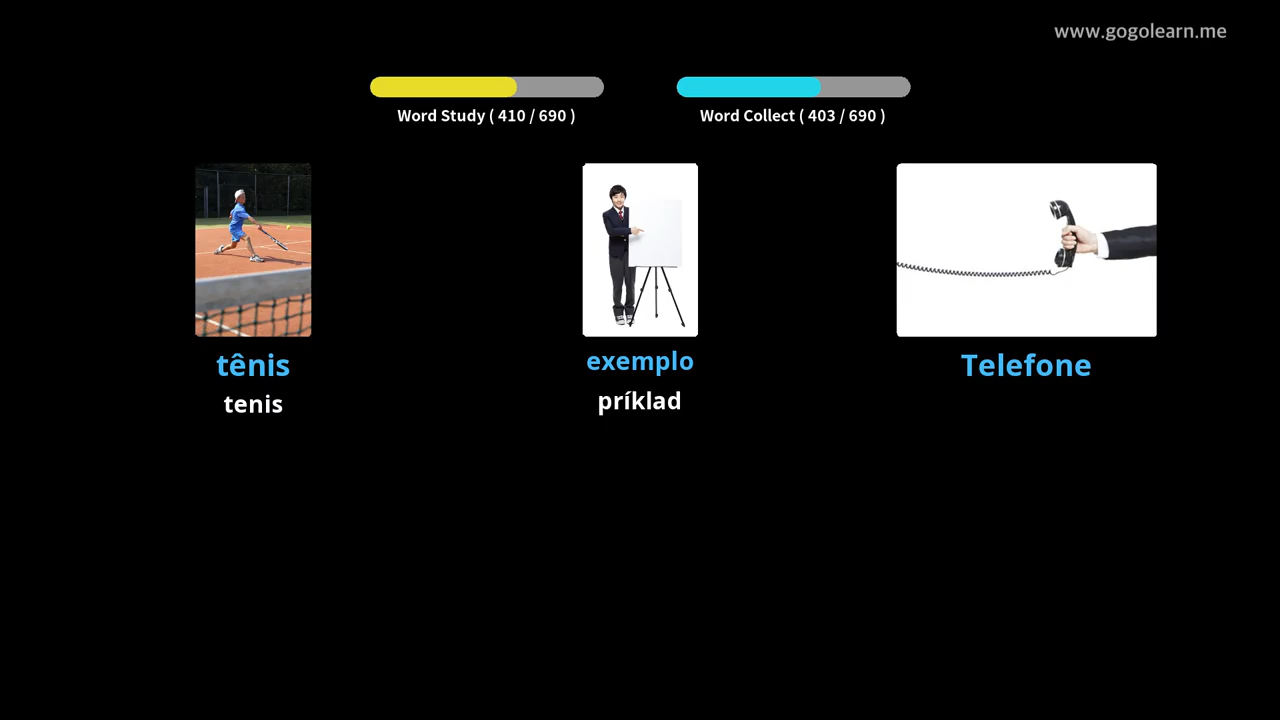 www.gogolearn.me
Word Study ( 410 / 690 )
Word Collect ( 403 / 690 )
tênis
exemplo
Telefone
tenis
príklad